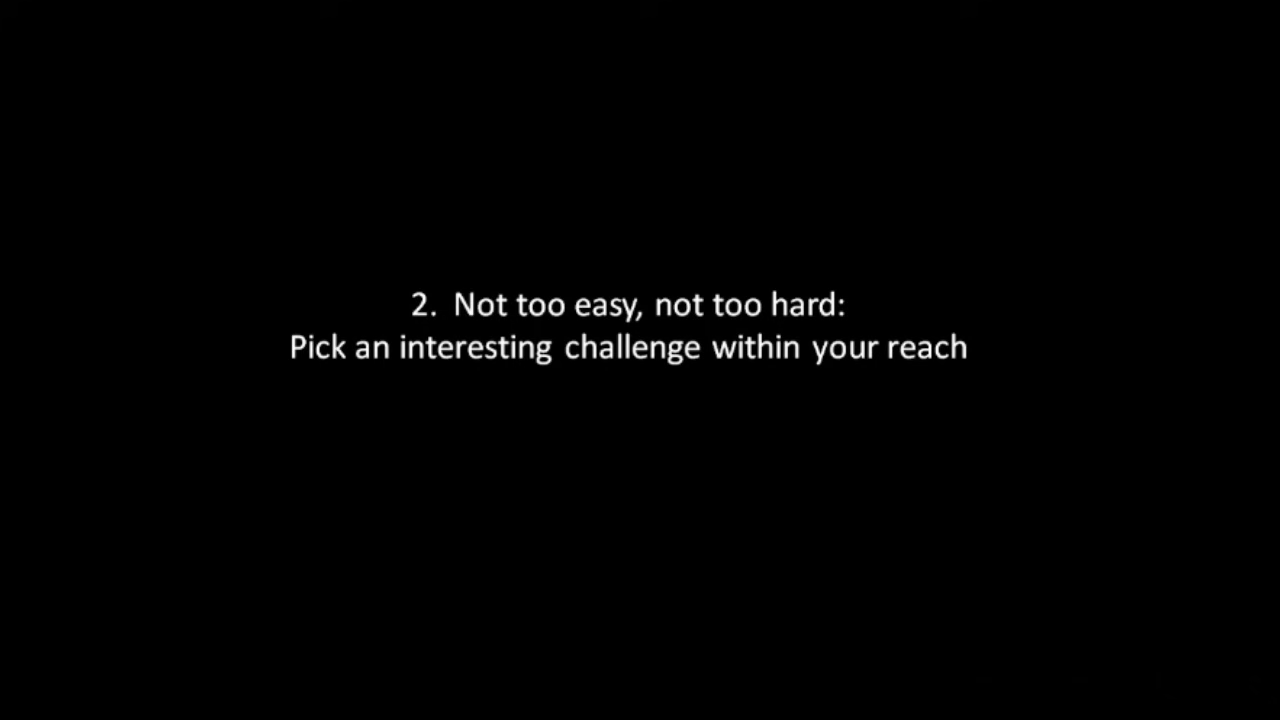 2. Not too easy, not too hard:
Pick an interesting challenge within your reach